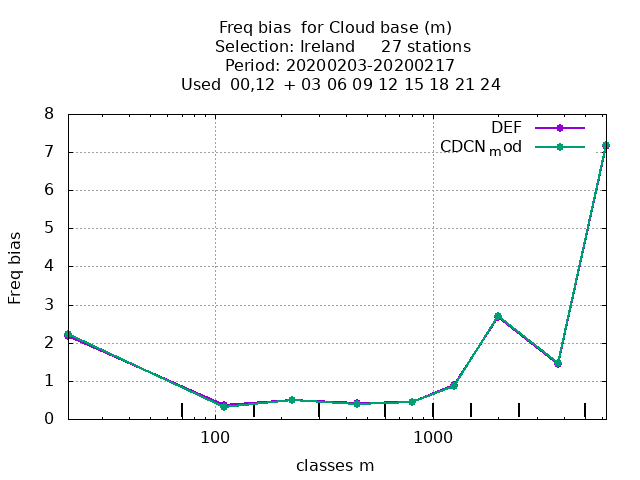 Freq bias  for Cloud base (m)
Selection: Ireland     27 stations
Period: 20200203-20200217
Used  00,12  + 03 06 09 12 15 18 21 24
DEF
CDCN_mod
8
7
6
5
4
3
2
1
0
Freq bias
100
1000
classes m